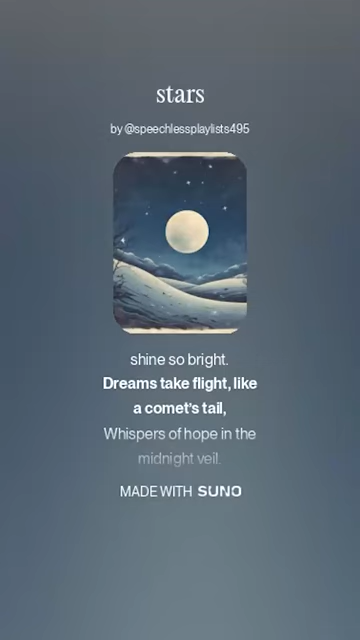 stars
by @speechlessplaylists495
shine so bright.
Dreams take flight, like
a comet's tail,
Whispers of hope in the
midnight veil.
MADE WITH SUNO